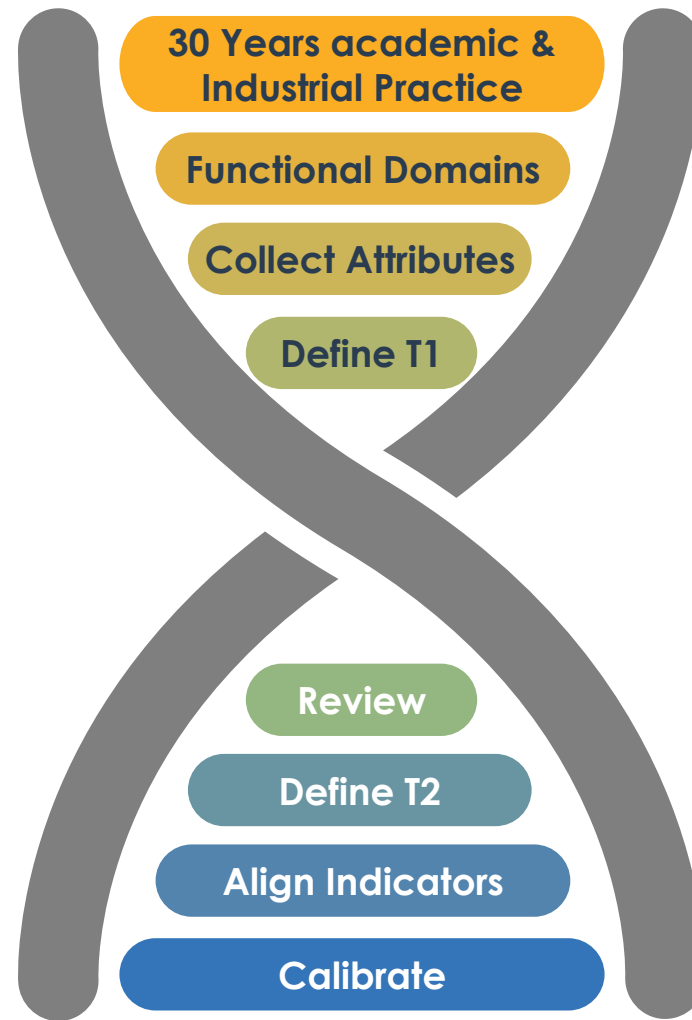 30 Years academic &
Industrial Practice
Functional Domains
Collect Attributes
Define T1
Review
Define T2
Align Indicators
Calibrate